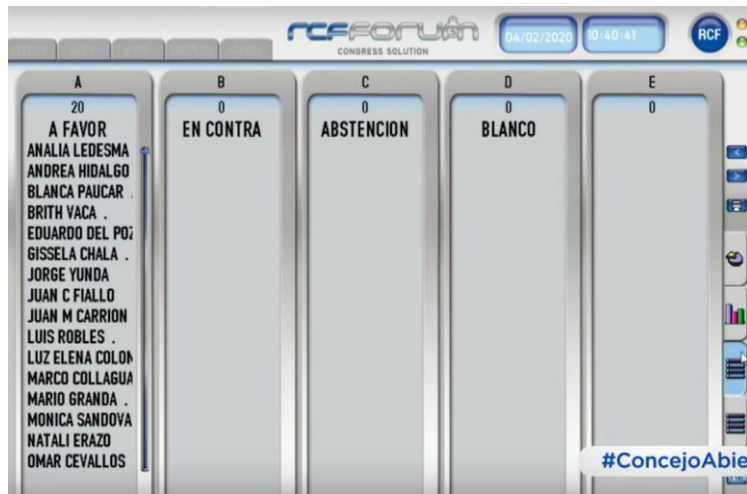 RCF FORUM
CONGRESS SOLUTION
04/02/2020
10:40:41
RCF
A
20
A FAVOR
ANALIA LEDESMA
ANDREA HIDALGO
BLANCA PAUCAR .
BRITH VACA .
EDUARDO DEL POZ
GISSELA CHALA .
JORGE YUNDA
JUAN C FIALLO
JUAN M CARRION
LUIS ROBLES .
LUZ ELENA COLON
MARCO COLLAGUA
MARIO GRANDA .
MONICA SANDOVA
NATALI ERAZO
OMAR CEVALLOS
B
0
EN CONTRA
C
0
ABSTENCION
D
0
BLANCO
E
0
#ConcejoAbie